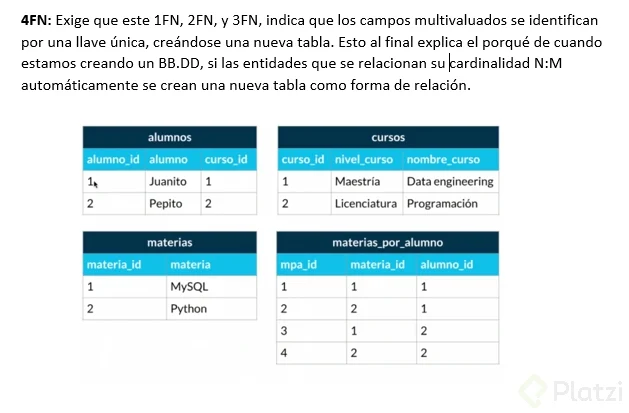 4FN: Exige que este 1FN, 2FN, y 3FN, indica que los campos multivaluados se identifican
por una llave única, creándose una nueva tabla. Esto al final explica el porqué de cuando
estamos creando un BB.DD, si las entidades que se relacionan su cardinalidad N:M
automáticamente se crean una nueva tabla como forma de relación.
alumnos
alumno_id alumno curso_id
1 Juanito 1
2 Pepito 2
cursos
curso_id nivel_curso nombre_curso
1 Maestría Data engineering
2 Licenciatura Programación
materias
materia_id materia
1 MySQL
2 Python
materias_por_alumno
mpa_id materia_id alumno_id
1 1 1
2 2 1
3 1 2
4 2 2
Platzi